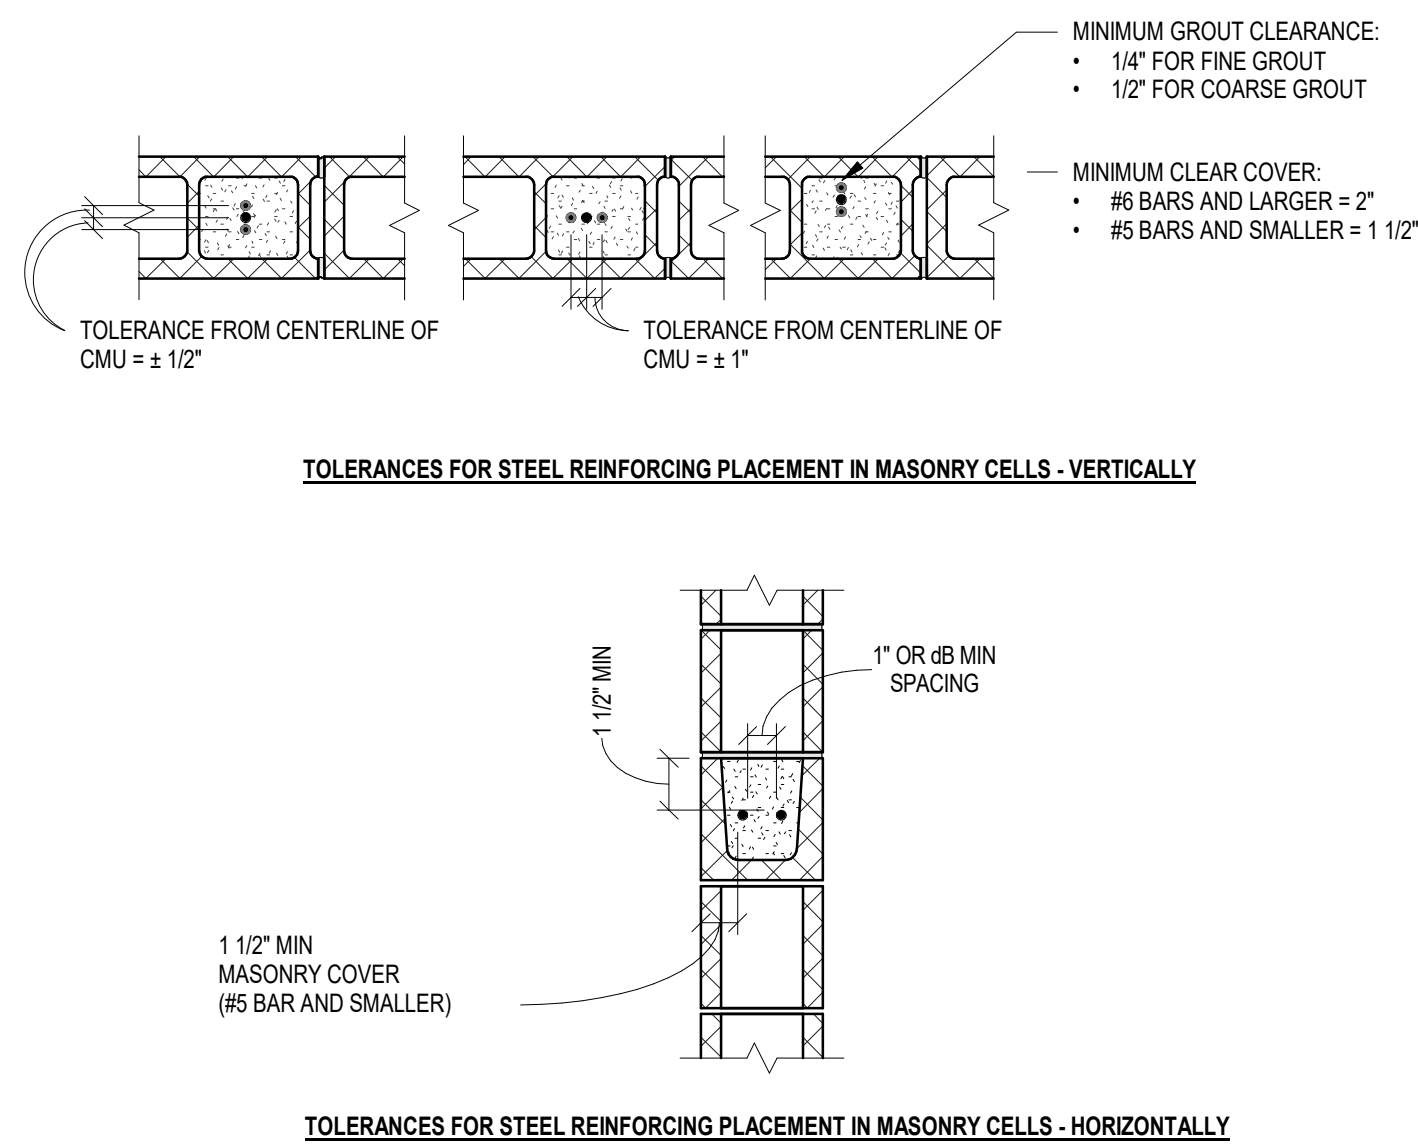 MINIMUM GROUT CLEARANCE:
• 1/4" FOR FINE GROUT
• 1/2" FOR COARSE GROUT
MINIMUM CLEAR COVER:
• #6 BARS AND LARGER = 2"
• #5 BARS AND SMALLER = 1 1/2"
TOLERANCE FROM CENTERLINE OF
CMU = ± 1/2"
TOLERANCE FROM CENTERLINE OF
CMU = ± 1"
TOLERANCES FOR STEEL REINFORCING PLACEMENT IN MASONRY CELLS - VERTICALLY
1 1/2" MIN
1" OR dB MIN
SPACING
1 1/2" MIN
MASONRY COVER
(#5 BAR AND SMALLER)
TOLERANCES FOR STEEL REINFORCING PLACEMENT IN MASONRY CELLS - HORIZONTALLY